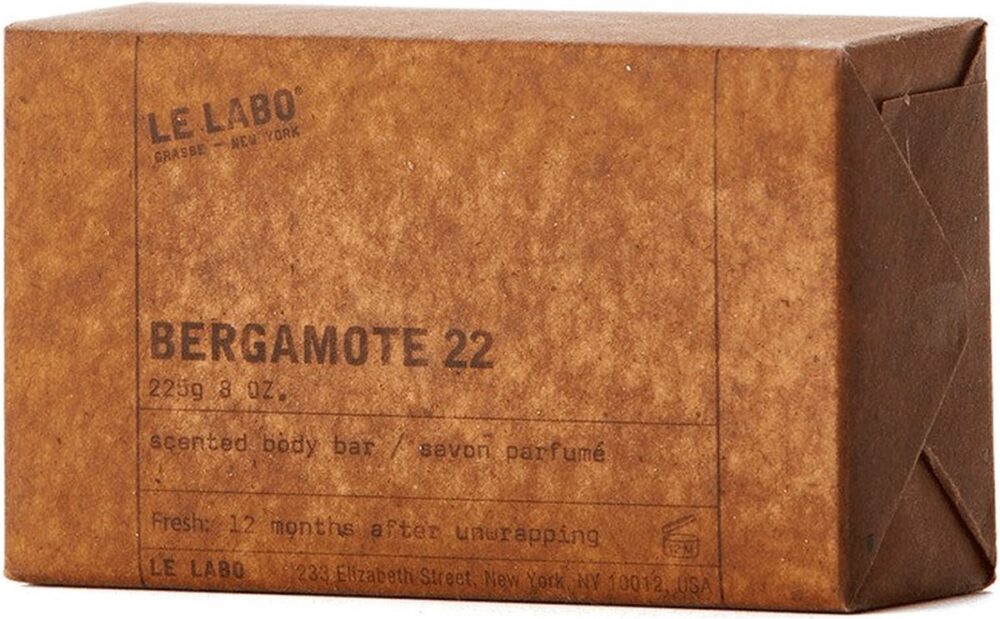 LE LABO®
GRASSE — NEW YORK
BERGAMOTE 22
225g 8 OZ.
scented body bar / savon parfumé
Fresh: 12 months after unwrapping
12M
LE LABO 233 Elizabeth Street, New York, NY 10012, USA